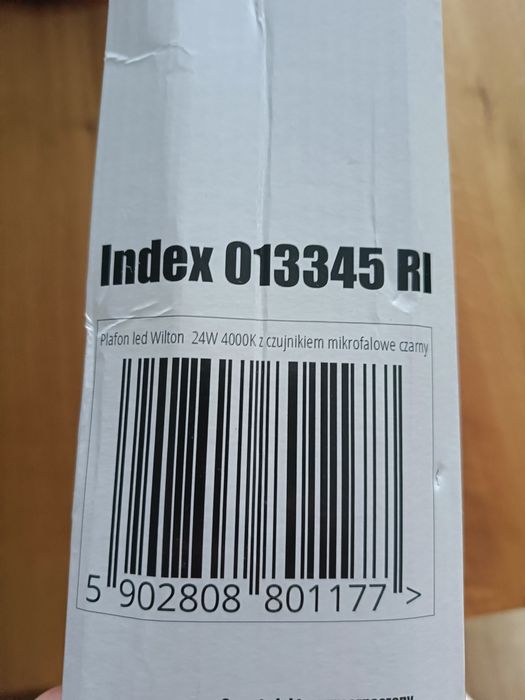 Index 013345 RI
Plafon led Wilton 24W 4000K z czujnikiem mikrofalowe czarny
5 902808 801177 >